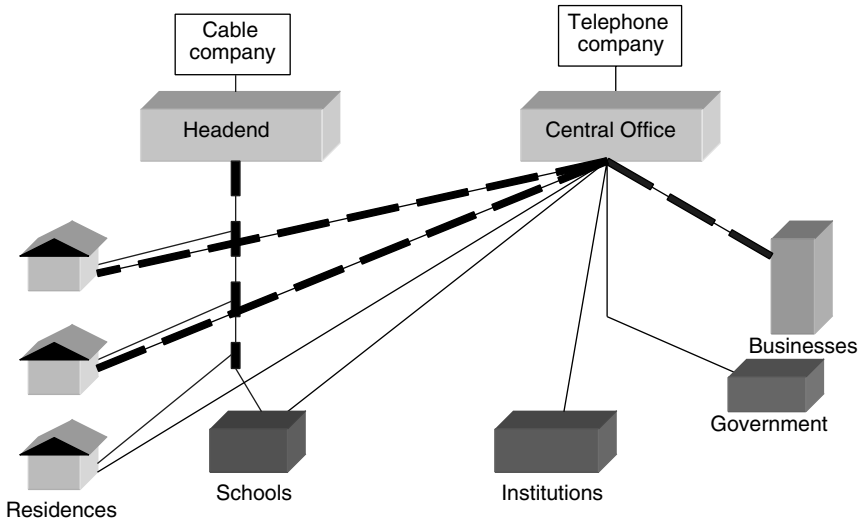 Cable
company
Telephone
company
Headend
Central Office
Businesses
Government
Residences
Schools
Institutions